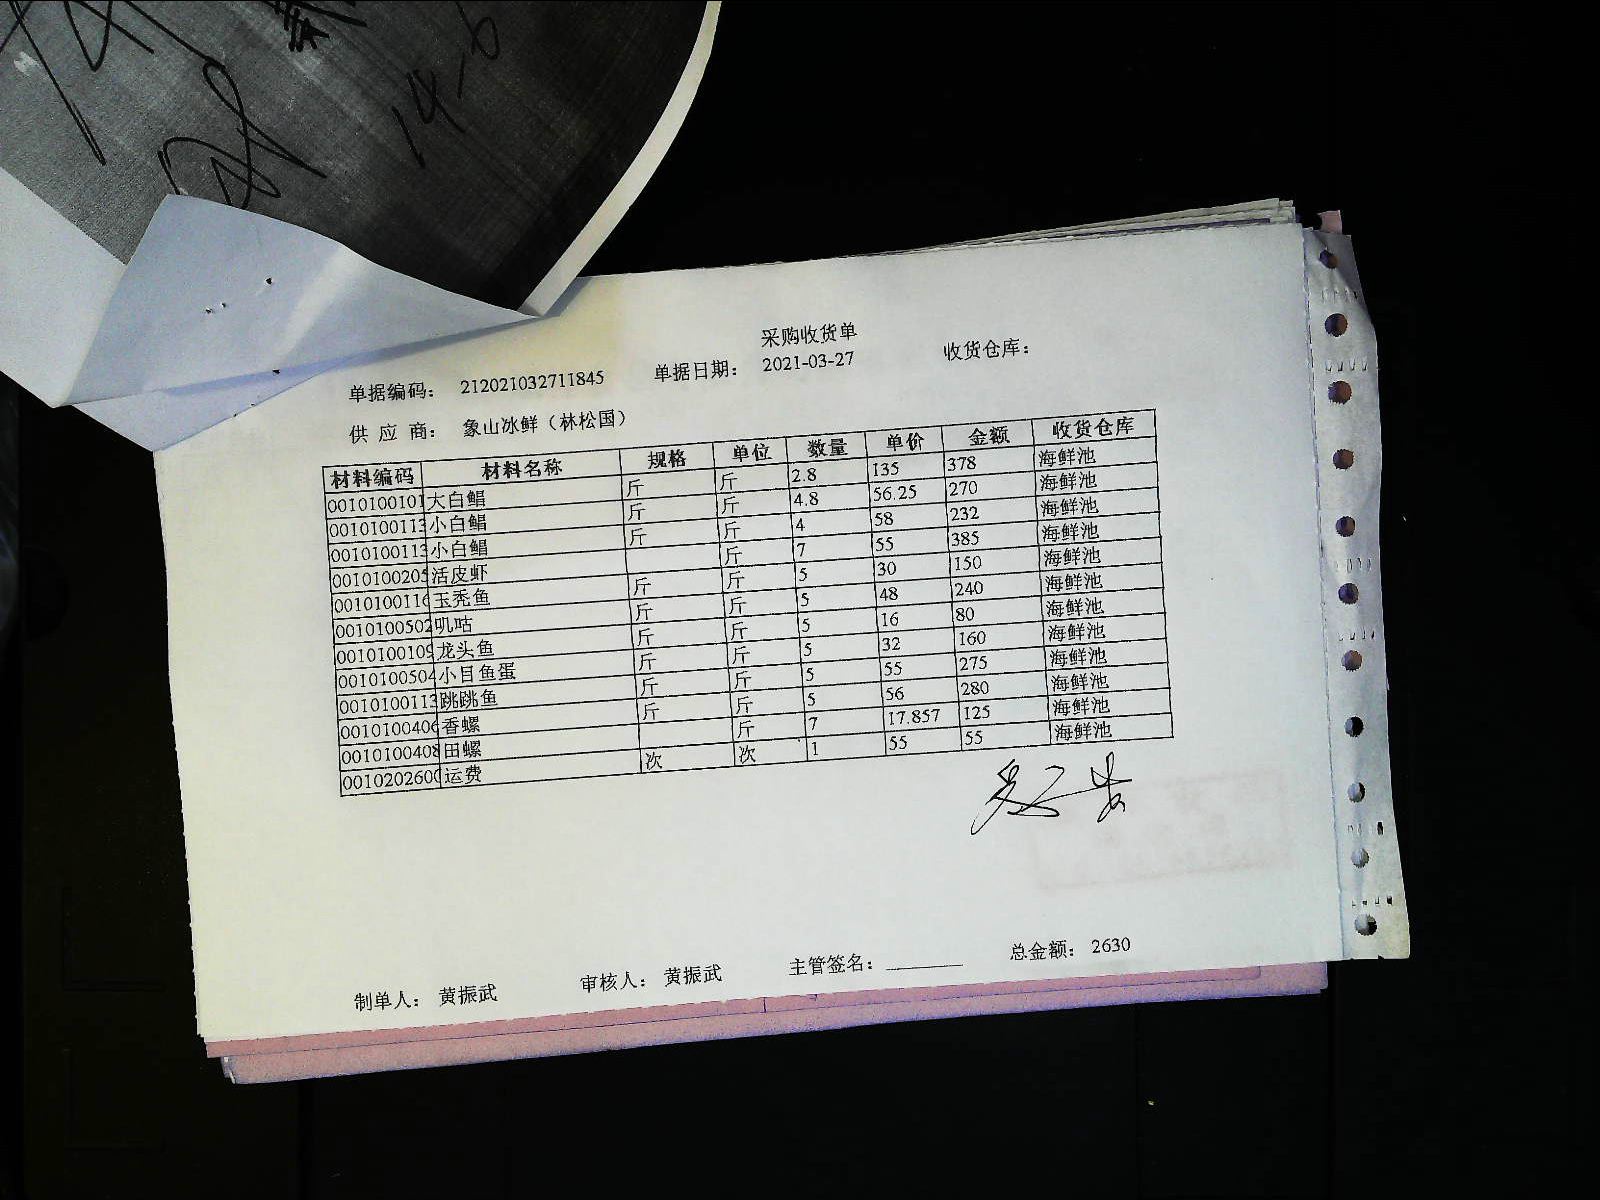 14-6
采购收货单
单据编码： 212021032711845 单据日期： 2021-03-27 收货仓库：
供 应 商： 象山冰鲜（林松国）
材料编码 材料名称 规格 单位 数量 单价 金额 收货仓库
0010100101 大白鲳 斤 斤 2.8 135 378 海鲜池
0010100113 小白鲳 斤 斤 4.8 56.25 270 海鲜池
0010100113 小白鲳 斤 斤 4 58 232 海鲜池
0010100205 活皮虾 斤 7 55 385 海鲜池
0010100116 玉秃鱼 斤 斤 5 30 150 海鲜池
0010100502 叽咕 斤 斤 5 48 240 海鲜池
0010100109 龙头鱼 斤 斤 5 16 80 海鲜池
0010100504 小目鱼蛋 斤 斤 5 32 160 海鲜池
0010100113 跳跳鱼 斤 斤 5 55 275 海鲜池
0010100406 香螺 斤 斤 5 56 280 海鲜池
0010100408 田螺 斤 7 17.857 125 海鲜池
0010202600 运费 次 次 1 55 55 海鲜池
制单人： 黄振武 审核人： 黄振武 主管签名： 总金额： 2630